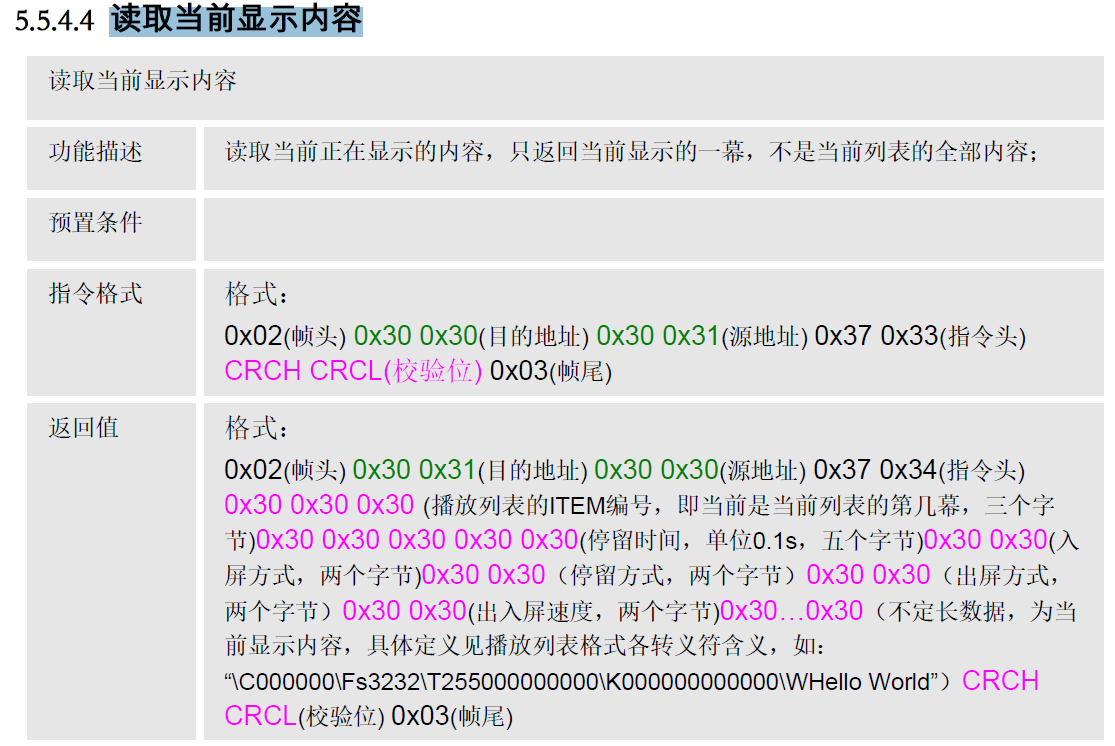 5.5.4.4 读取当前显示内容
读取当前显示内容
功能描述
读取当前正在显示的内容，只返回当前显示的一幕，不是当前列表的全部内容；
预置条件
指令格式
格式：
0x02(帧头) 0x30 0x30(目的地址) 0x30 0x31(源地址) 0x37 0x33(指令头)
CRCH CRCL(校验位) 0x03(帧尾)
返回值
格式：
0x02(帧头) 0x30 0x31(目的地址) 0x30 0x30(源地址) 0x37 0x34(指令头)
0x30 0x30 0x30 (播放列表的ITEM编号，即当前是当前列表的第几幕，三个字
节)0x30 0x30 0x30 0x30 0x30(停留时间，单位0.1s，五个字节)0x30 0x30(入
屏方式，两个字节)0x30 0x30（停留方式，两个字节）0x30 0x30（出屏方式，
两个字节）0x30 0x30(出入屏速度，两个字节)0x30…0x30（不定长数据，为当
前显示内容，具体定义见播放列表格式各转义符含义，如：
“\C000000\Fs3232\T255000000000\K000000000000\WHello World”）CRCH
CRCL(校验位) 0x03(帧尾)